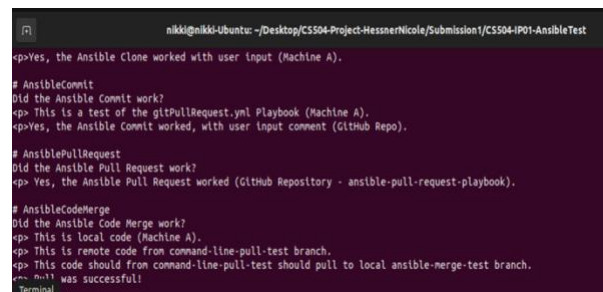 nikki@nikki-Ubuntu: ~/Desktop/CS504-Project-HessnerNicole/Submission1/CS504-IP01-AnsibleTest
<p>Yes, the Ansible Clone worked with user input (Machine A).
# AnsibleCommit
Did the Ansible Commit work?
<p> This is a test of the gitPullRequest.yml Playbook (Machine A).
<p>Yes, the Ansible Commit worked, with user input comment (GitHub Repo).
# AnsiblePullRequest
Did the Ansible Pull Request work?
<p> Yes, the Ansible Pull Request worked (GitHub Repository - ansible-pull-request-playbook).
# AnsibleCodeMerge
Did the Ansible Code Merge work?
<p> This is local code (Machine A).
<p> This is remote code from command-line-pull-test branch.
<p> This code should from command-line-pull-test should pull to local ansible-merge-test branch.
<p> Pull was successful!
Terminal